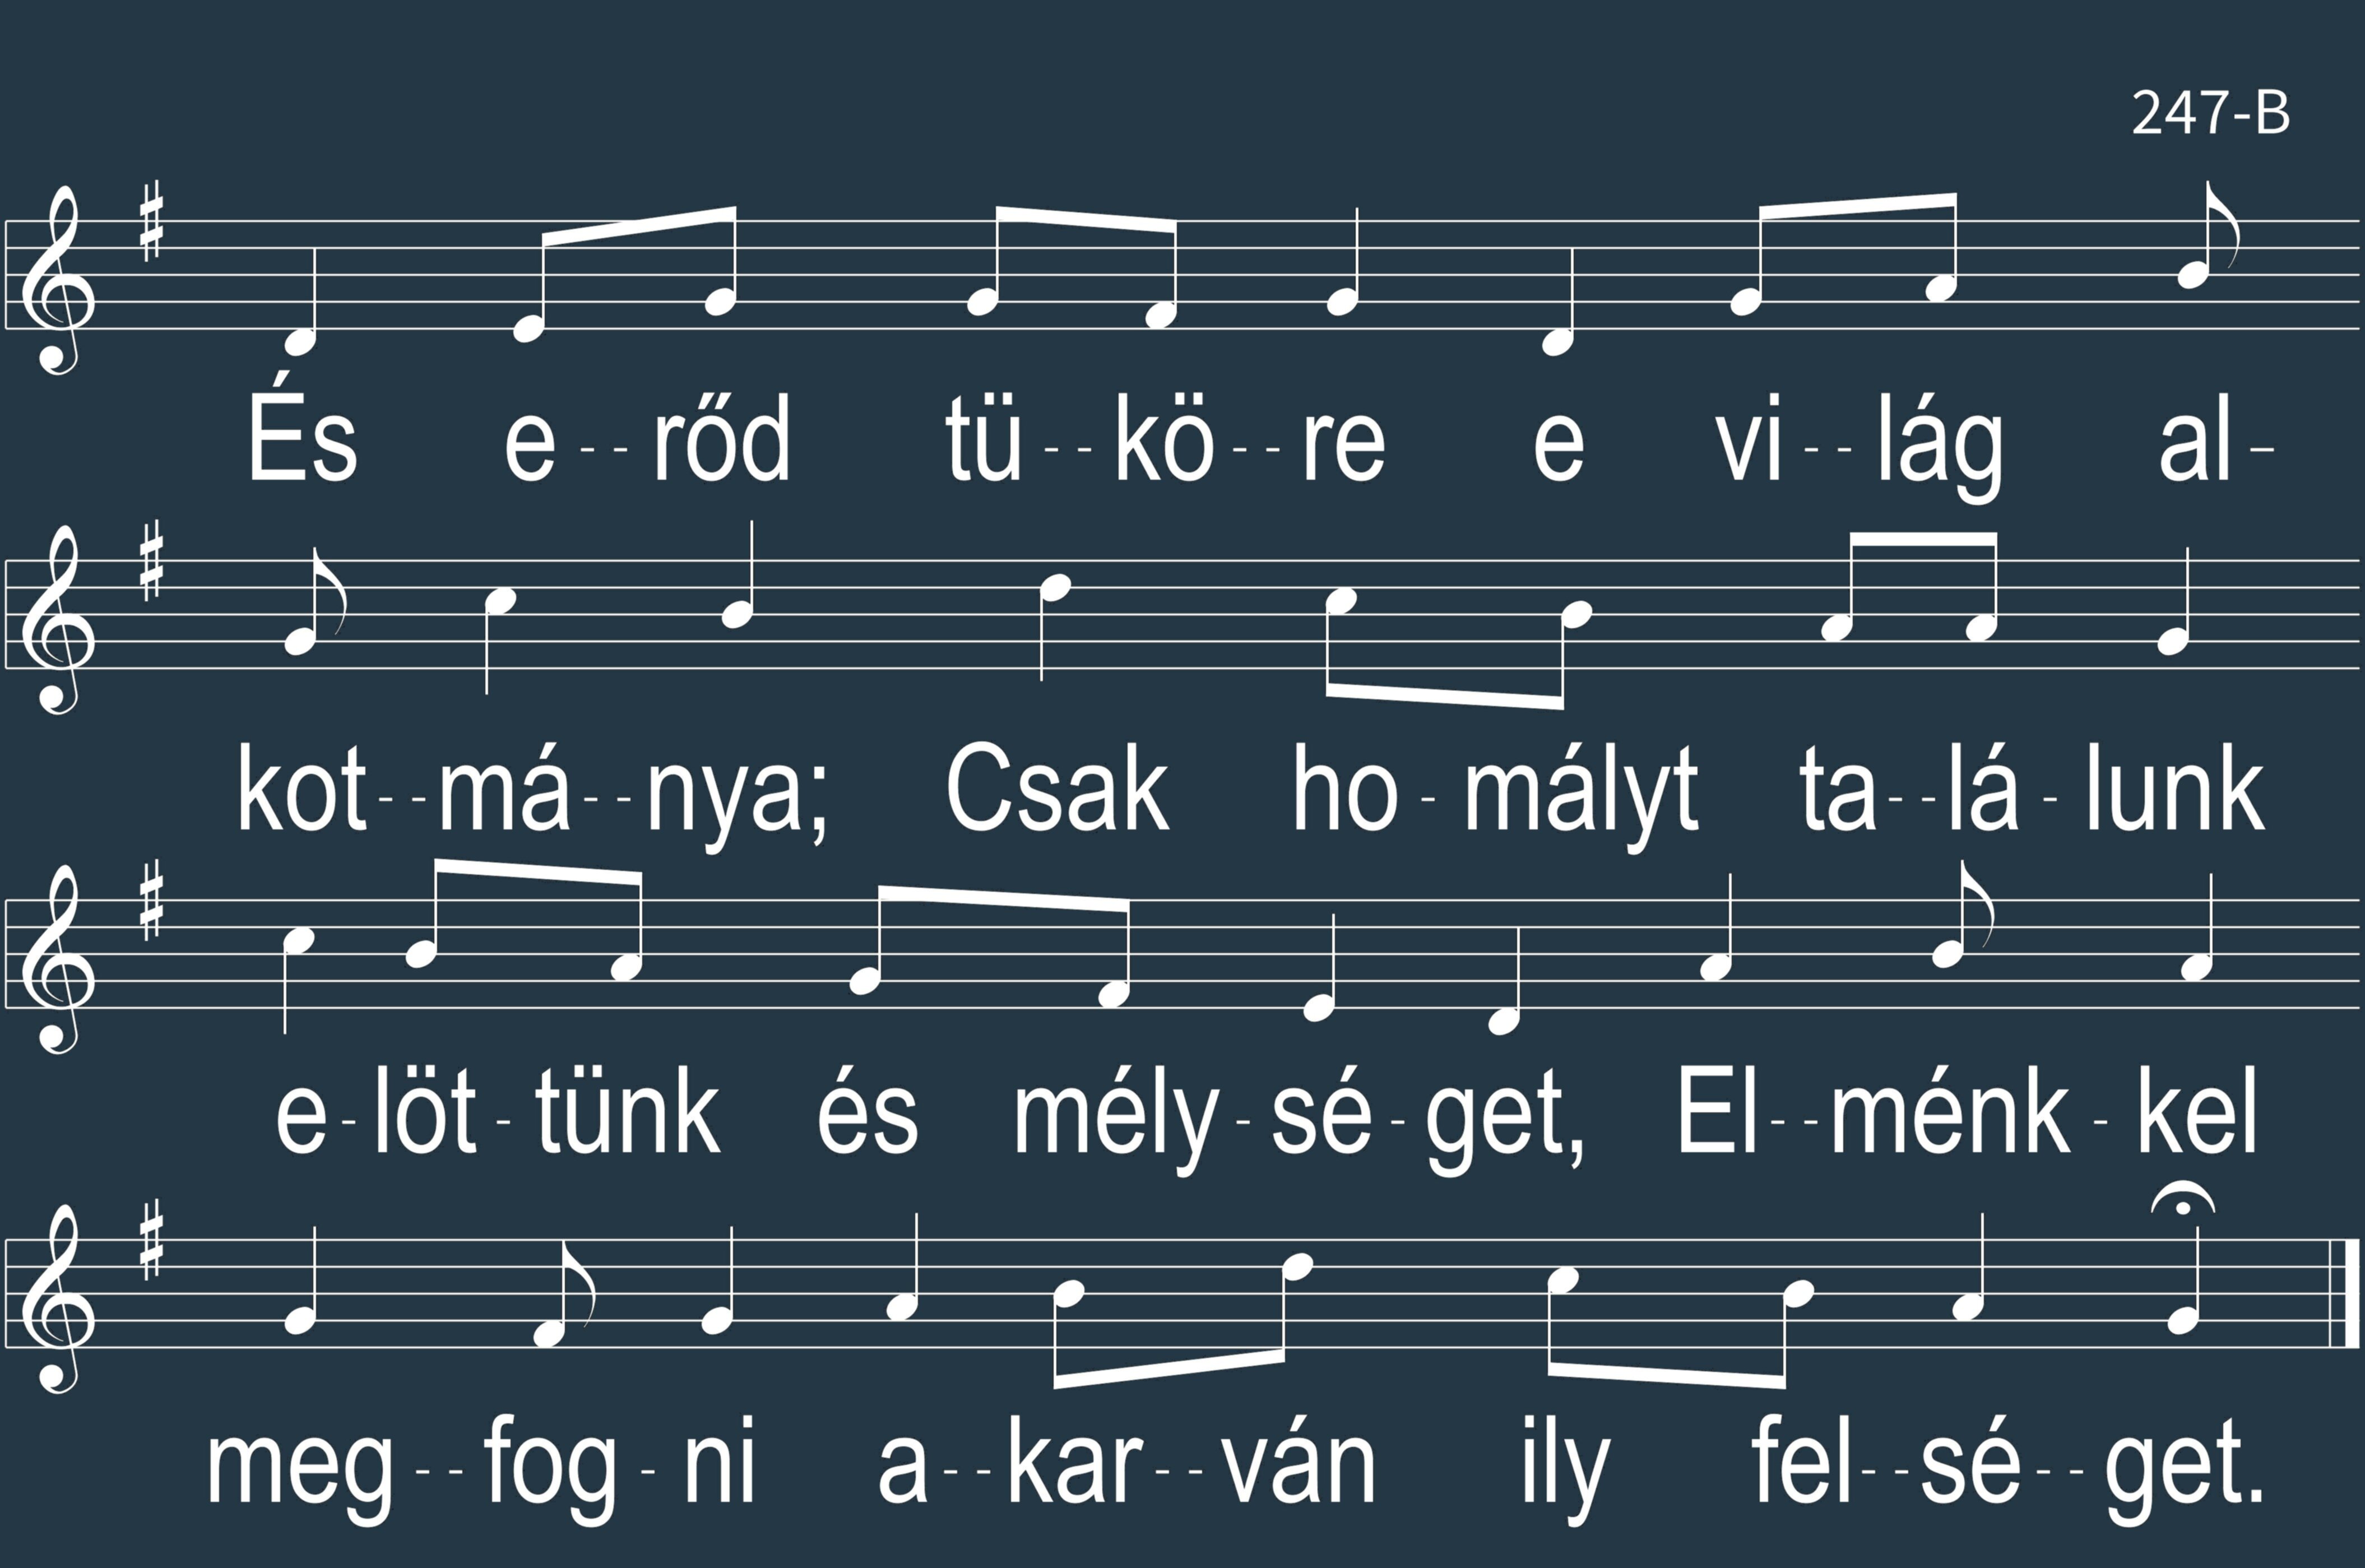 247-B
És e--rőd tü--kö--re e vi--lág al-
kot--má--nya; Csak ho-mályt ta--lá-lunk
e-löt-tünk és mély-sé-get, El--ménk-kel
meg--fog-ni a--kar--ván ily fel--sé--get.